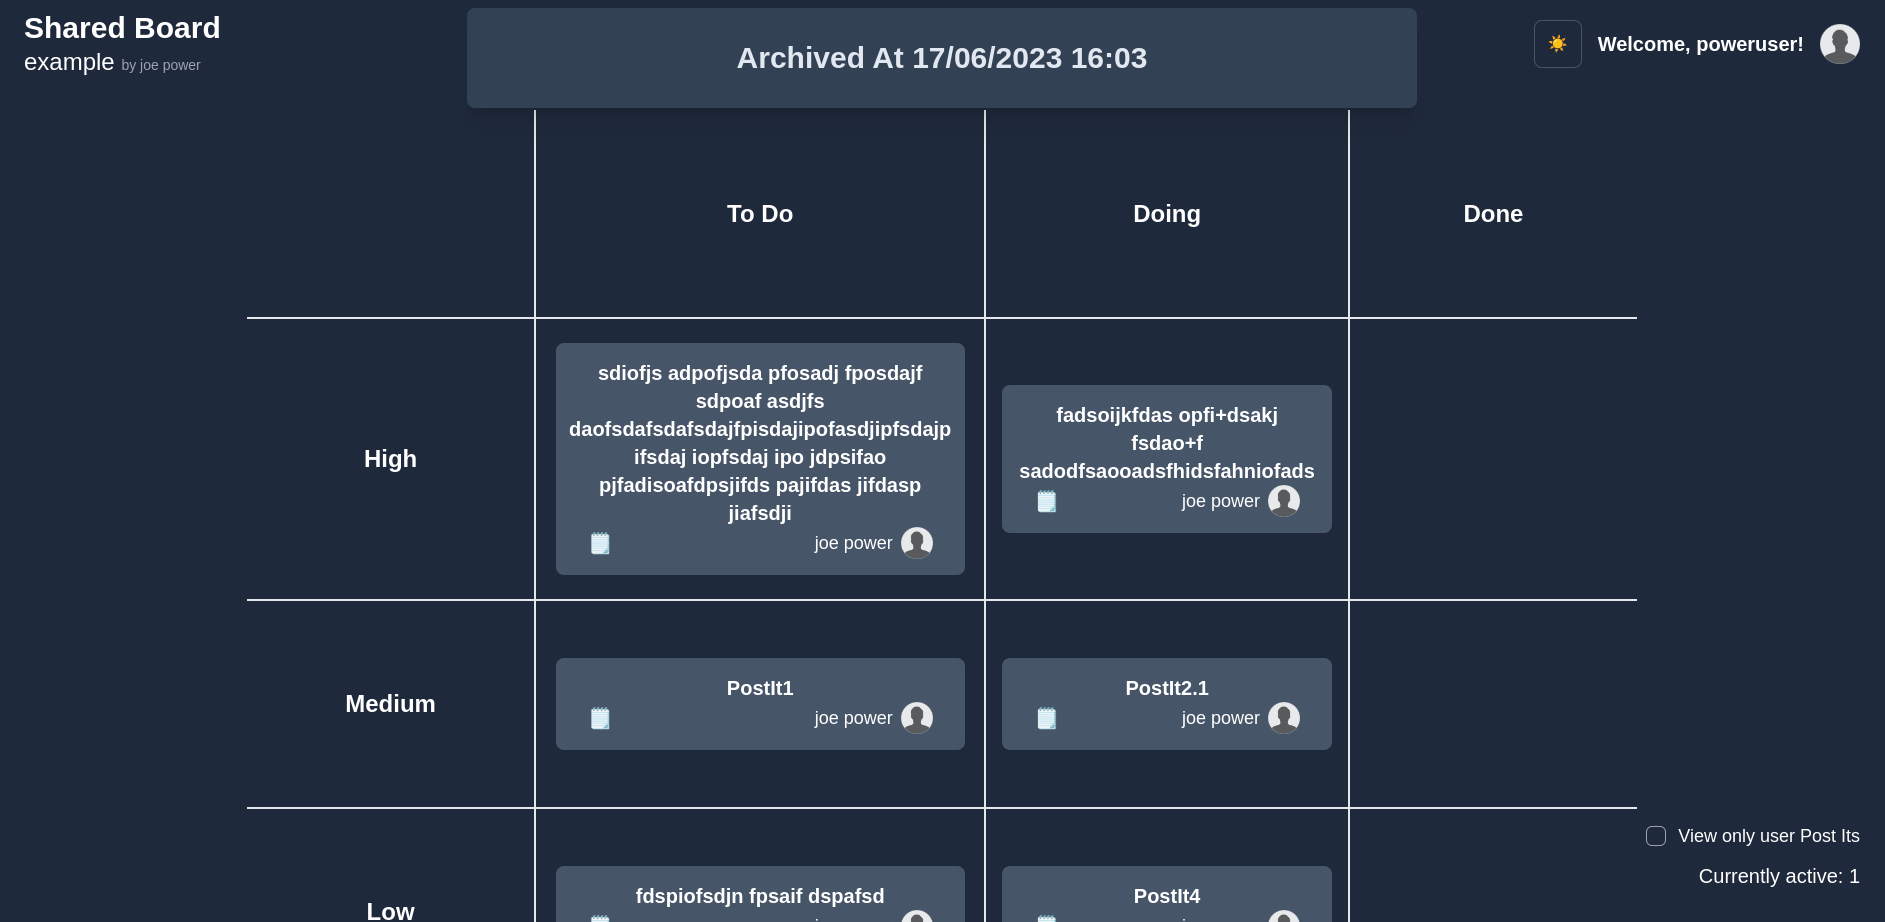 Shared Board
example by joe power
Archived At 17/06/2023 16:03
Welcome, poweruser!
To Do
Doing
Done
High
sdiofjs adpofjsda pfosadj fposdajf
sdpoaf asdjfs
daofsdafsdafsdajfpisdajipofasdjipfsdajp
ifsdaj iopfsdaj ipo jdpsifao
pjfadisoafdpsjifds pajifdas jifdasp
jiafsdji
joe power
fadsoijkfdas opfi+dsakj
fsdao+f
sadodfsaooadsfhidsfahniofads
joe power
Medium
PostIt1
joe power
PostIt2.1
joe power
Low
fdspiofsdjn fpsaif dspafsd
PostIt4
View only user Post Its
Currently active: 1